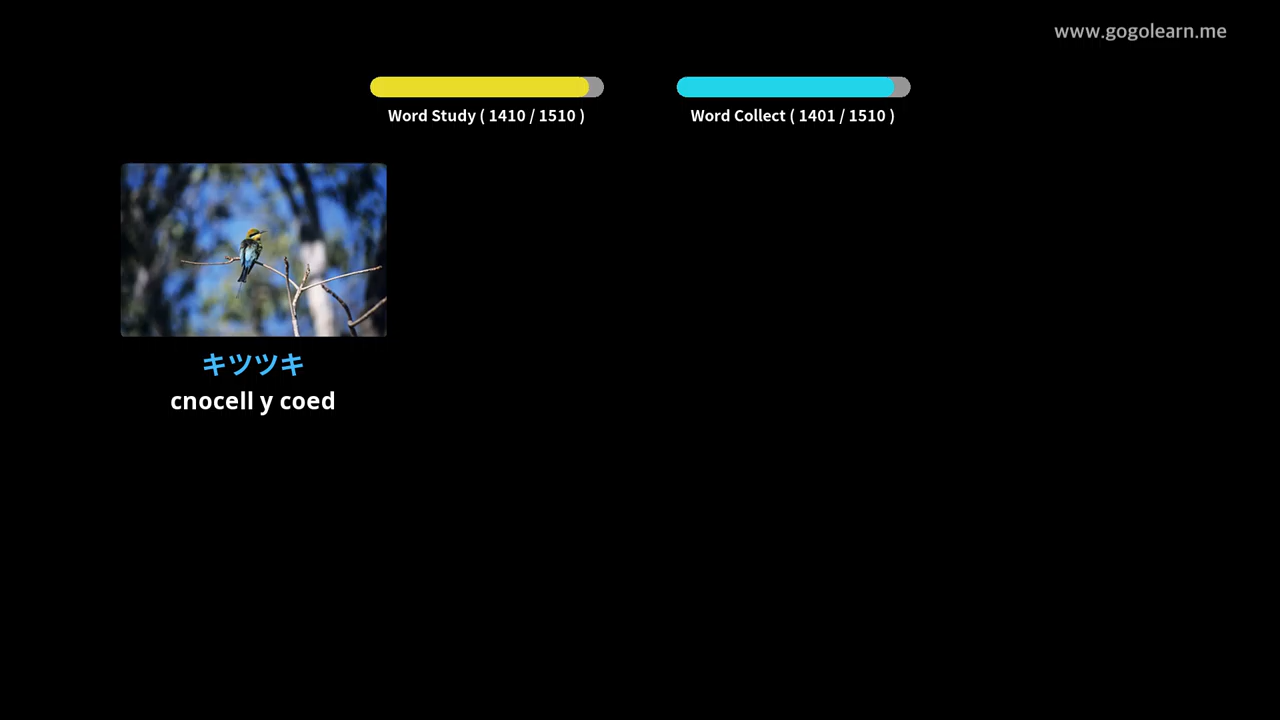 www.gogolearn.me
Word Study ( 1410 / 1510 )
Word Collect ( 1401 / 1510 )
キツツキ
cnocell y coed